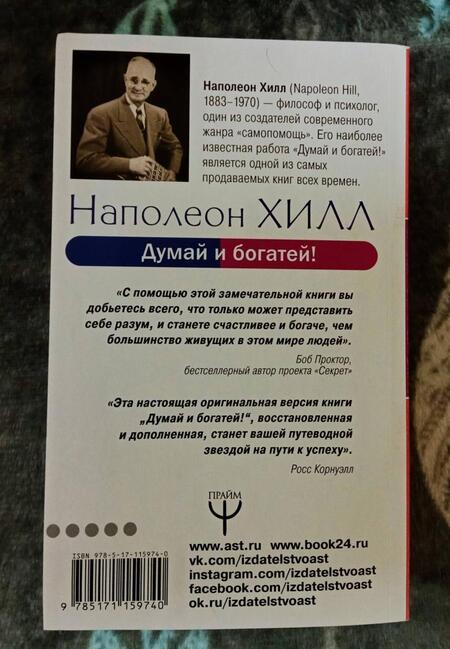 Наполеон Хилл (Napoleon Hill,
1883–1970) — философ и психолог,
один из создателей современного
жанра «самопомощь». Его наиболее
известная работа «Думай и богатей!»
является одной из самых
продаваемых книг всех времен.
Наполеон ХИЛЛ
Думай и богатей!
«С помощью этой замечательной книги вы
добьетесь всего, что только может представить
себе разум, и станете счастливее и богаче, чем
большинство живущих в этом мире людей».
Боб Проктор,
бестселлерный автор проекта «Секрет»
«Эта настоящая оригинальная версия книги
„Думай и богатей!“, восстановленная
и дополненная, станет вашей путеводной
звездой на пути к успеху».
Росс Корнуэлл
ПРАЙМ
ISBN 978-5-17-115974-0
9 785171 159740
www.ast.ru www.book24.ru
vk.com/izdatelstvoast
instagram.com/izdatelstvoast
facebook.com/izdatelstvoast
ok.ru/izdatelstvoast